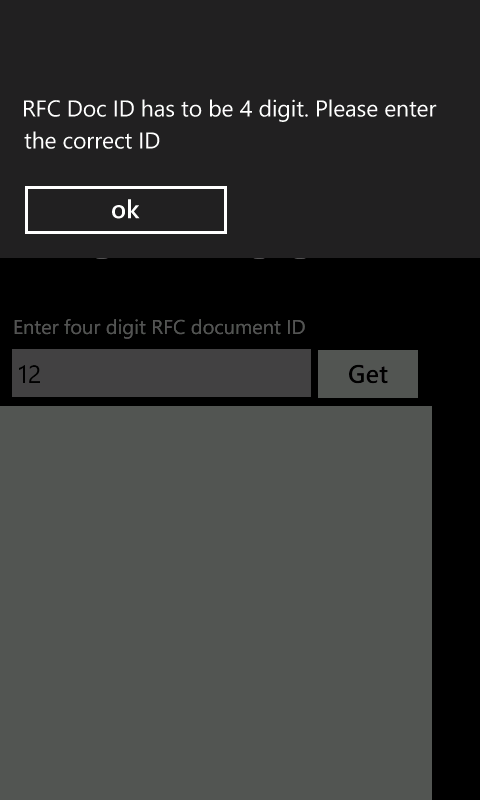 RFC Doc ID has to be 4 digit. Please enter
the correct ID
ok
Enter four digit RFC document ID
12
Get